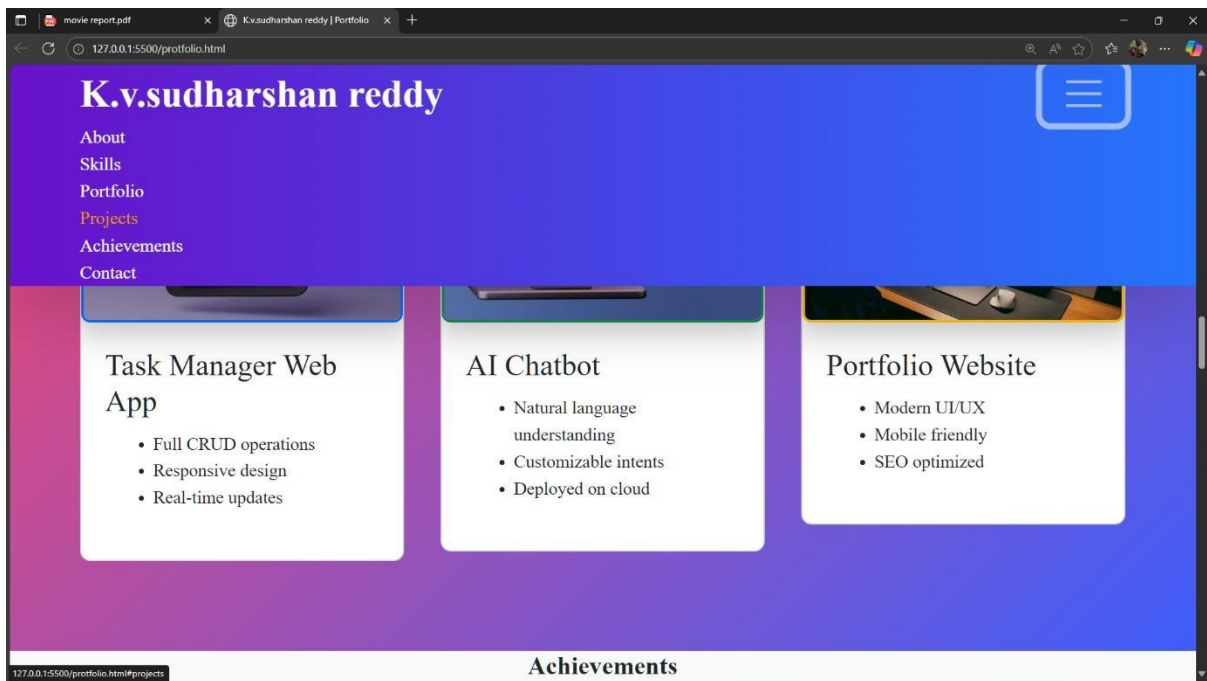 movie report.pdf
K.v.sudharshan reddy | Portfolio
127.0.0.1:5500/protfolio.html
K.v.sudharshan reddy
About
Skills
Portfolio
Projects
Achievements
Contact
Task Manager Web
App
• Full CRUD operations
• Responsive design
• Real-time updates
AI Chatbot
• Natural language
understanding
• Customizable intents
• Deployed on cloud
Portfolio Website
• Modern UI/UX
• Mobile friendly
• SEO optimized
Achievements
127.0.0.1:5500/protfolio.html#projects